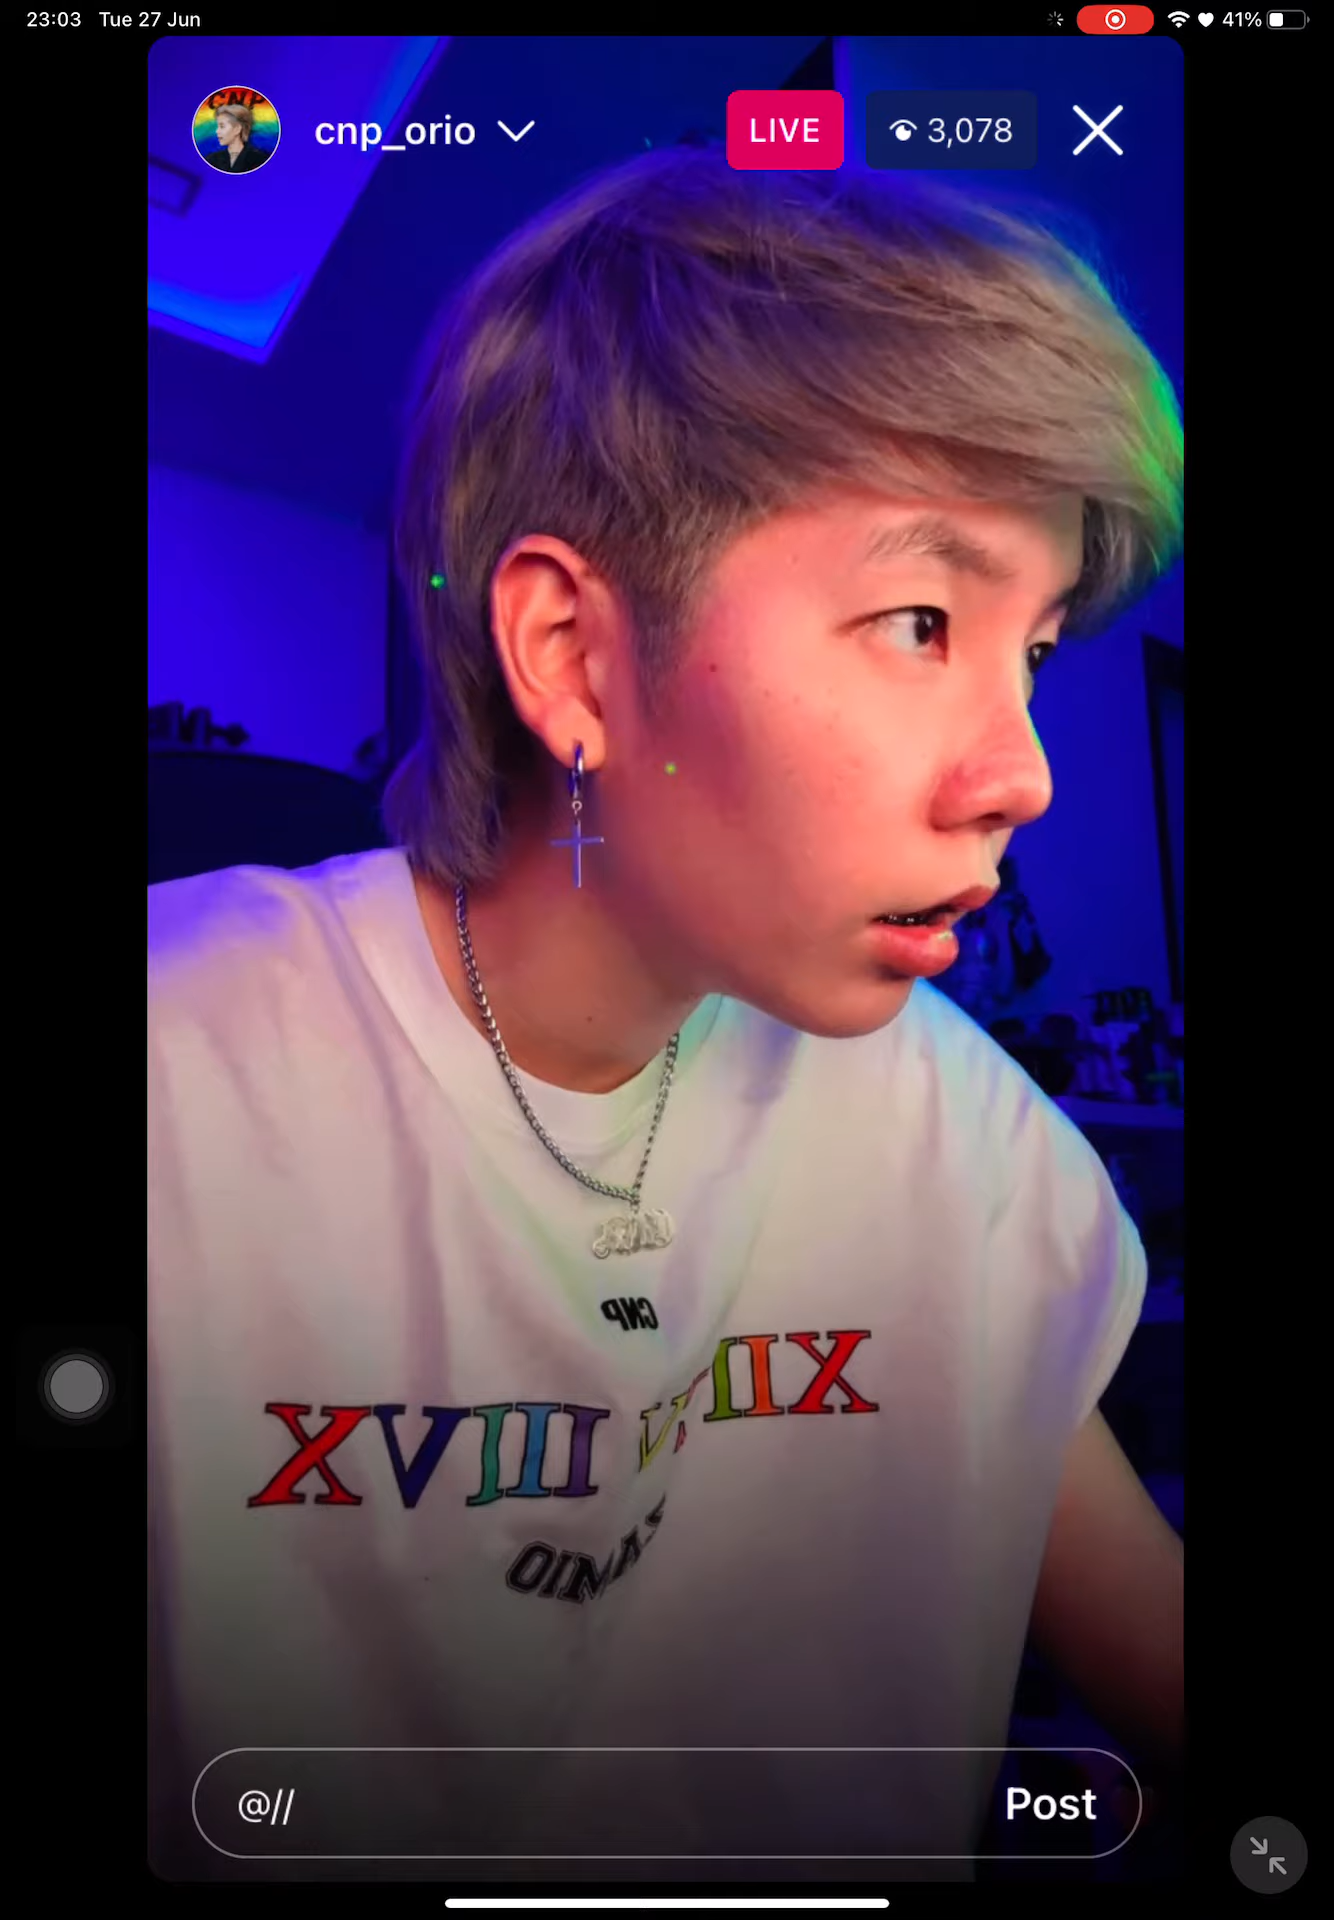 23:03 Tue 27 Jun 41%
cnp_orio LIVE 3,078
CNP
XVIII
IIX
@// Post